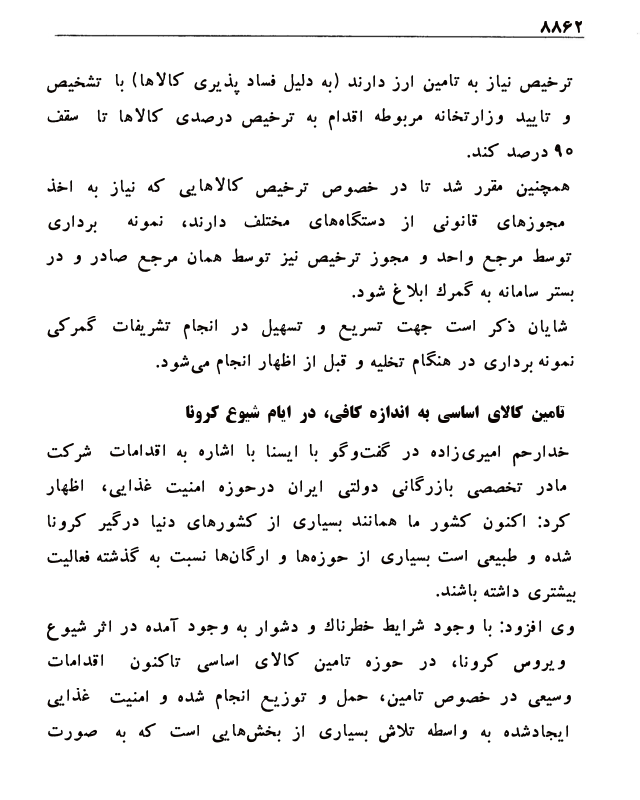 ۸۸۶۲
ترخیص نیاز به تامین ارز دارند (به دلیل فساد پذیری کالاها) با تشخیص
و تایید وزارتخانه مربوطه اقدام به ترخیص درصدی کالاها تا سقف
۹۰ درصد کند.
همچنین مقرر شد تا در خصوص ترخیص کالاهایی که نیاز به اخذ
مجوزهای قانونی از دستگاه‌های مختلف دارند، نمونه برداری
توسط مرجع واحد و مجوز ترخیص نیز توسط همان مرجع صادر و در
بستر سامانه به گمرك ابلاغ شود.
شایان ذکر است جهت تسریع و تسهیل در انجام تشریفات گمرکی
نمونه برداری در هنگام تخلیه و قبل از اظهار انجام می‌شود.
تامین کالای اساسی به اندازه کافی، در ایام شیوع کرونا
خدارحم امیری‌زاده در گفت‌وگو با ایسنا با اشاره به اقدامات شرکت
مادر تخصصی بازرگانی دولتی ایران درحوزه امنیت غذایی، اظهار
کرد: اکنون کشور ما همانند بسیاری از کشورهای دنیا درگیر کرونا
شده و طبیعی است بسیاری از حوزه‌ها و ارگان‌ها نسبت به گذشته فعالیت
بیشتری داشته باشند.
وی افزود: با وجود شرایط خطرناك و دشوار به وجود آمده در اثر شیوع
ویروس کرونا، در حوزه تامین کالای اساسی تاکنون اقدامات
وسیعی در خصوص تامین، حمل و توزیع انجام شده و امنیت غذایی
ایجادشده به واسطه تلاش بسیاری از بخش‌هایی است که به صورت